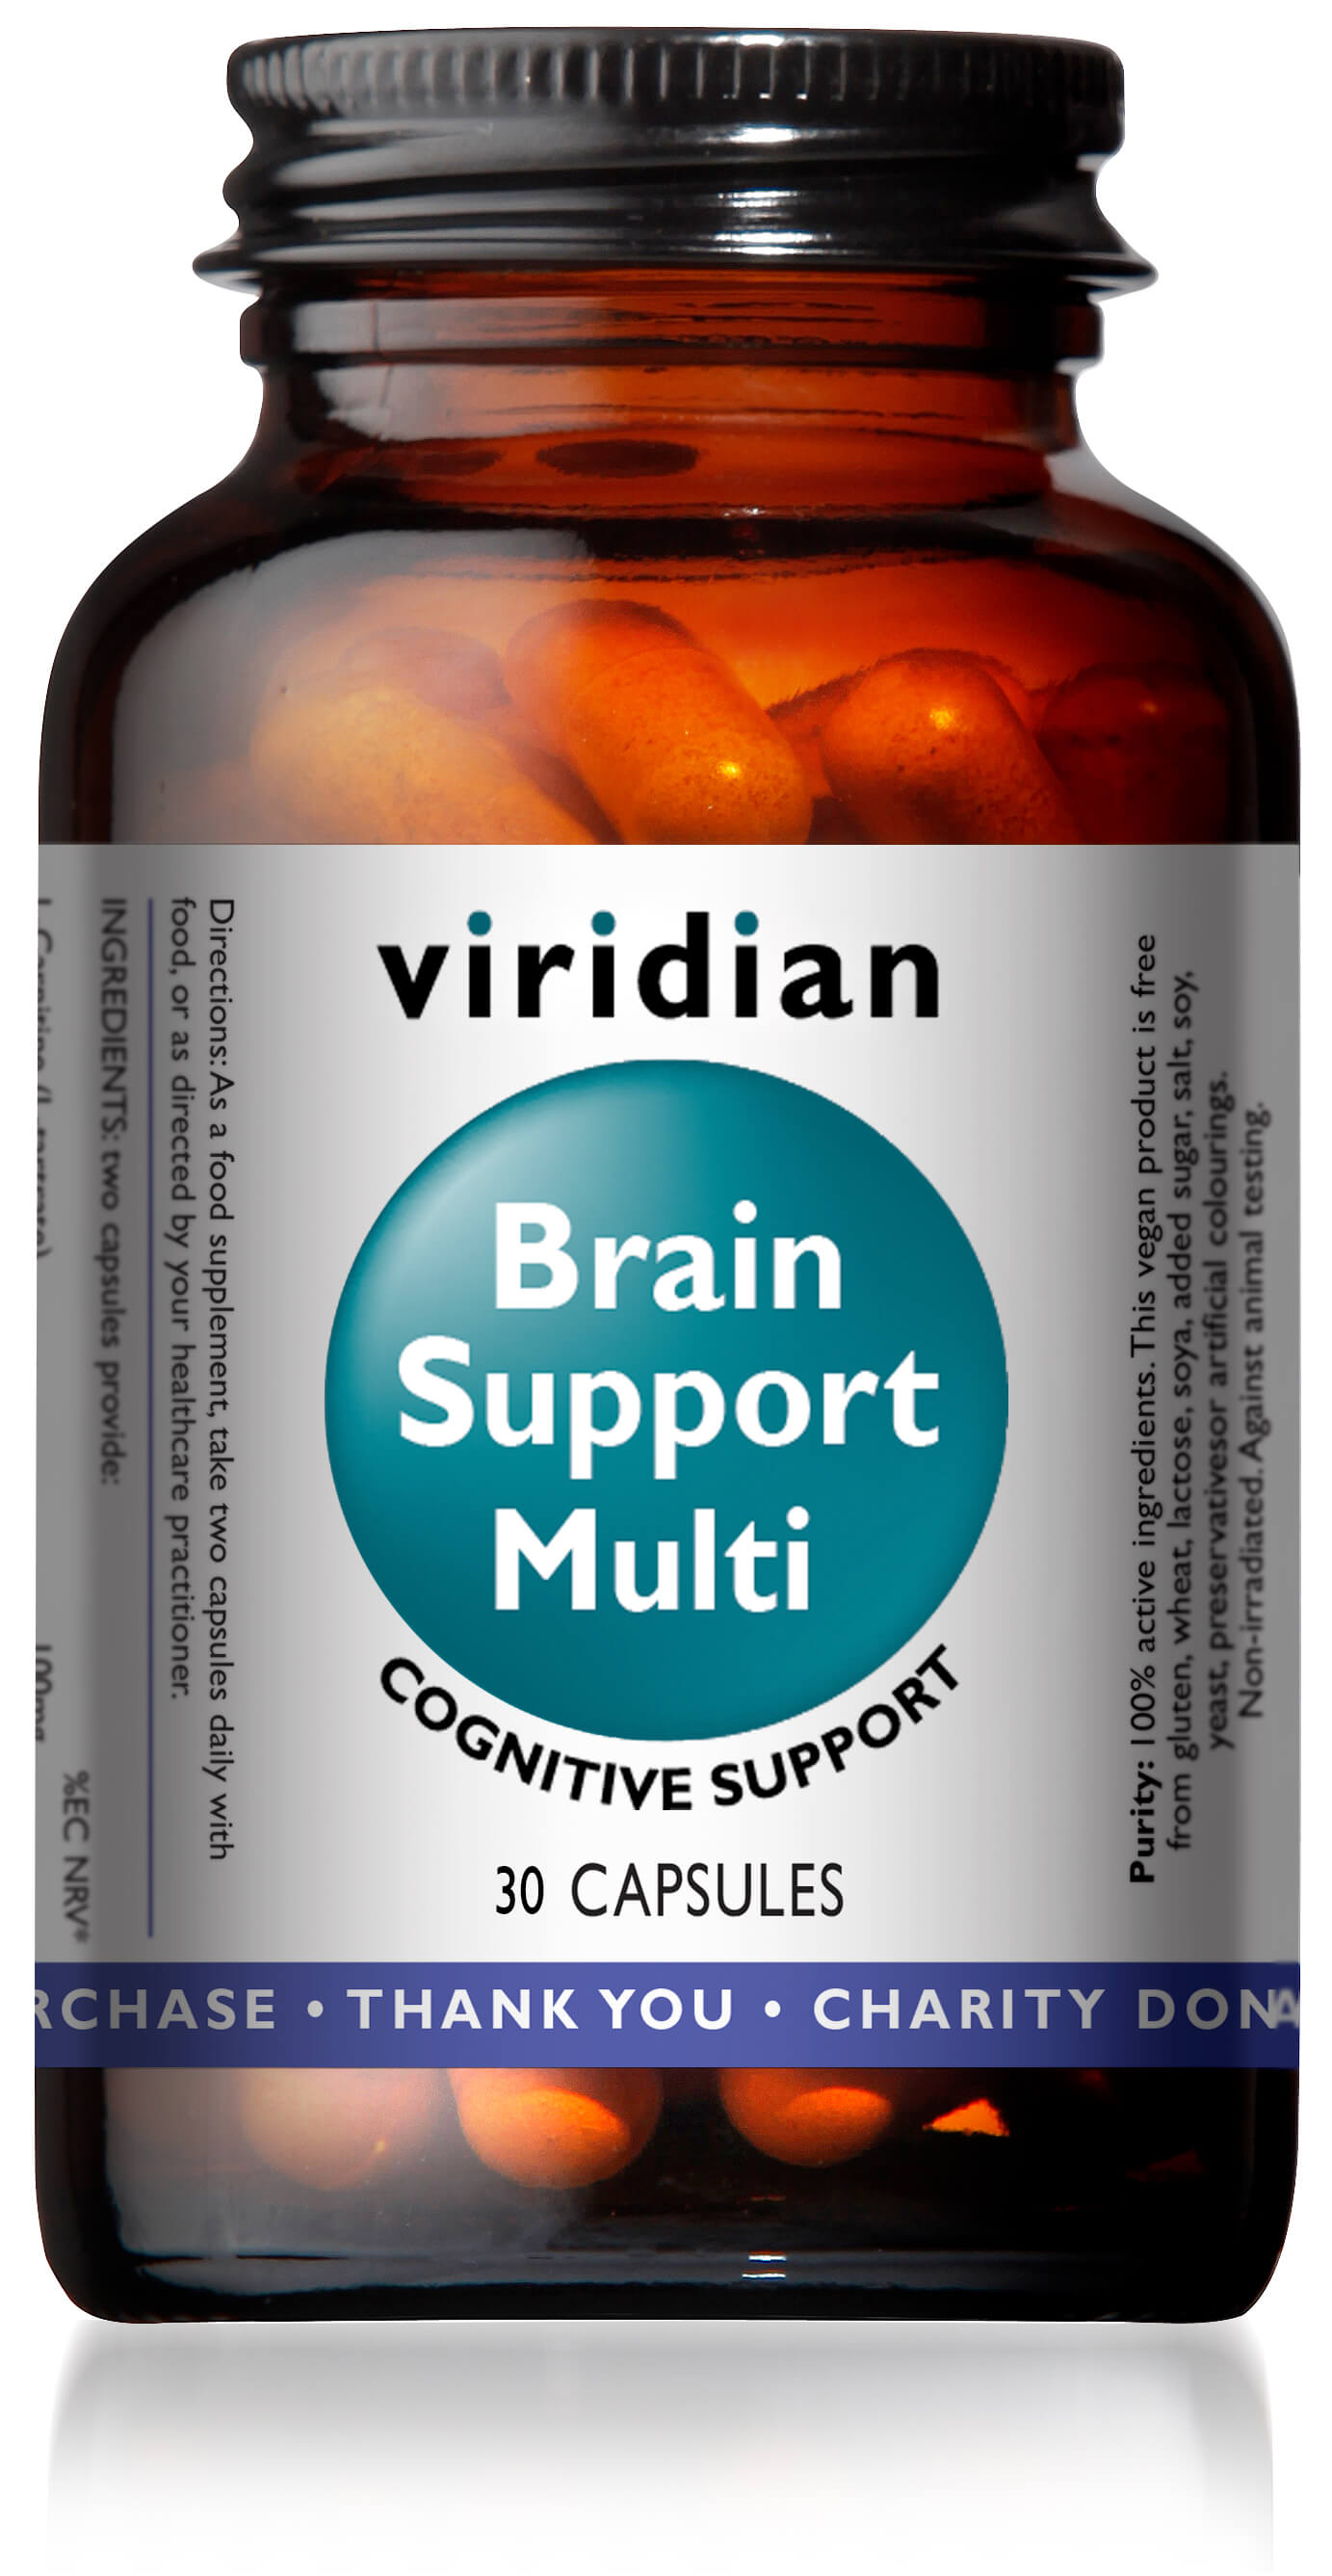 viridian
Brain
Support
Multi
COGNITIVE SUPPORT
30 CAPSULES
RCHASE • THANK YOU • CHARITY DONA
Directions: As a food supplement, take two capsules daily with
food, or as directed by your healthcare practitioner.
INGREDIENTS: two capsules provide:
%EC NRV*
100mg
Purity: 100% active ingredients. This vegan product is free
from gluten, wheat, lactose, soya, added sugar, salt, soy,
yeast, preservativesor artificial colourings.
Non-irradiated. Against animal testing.